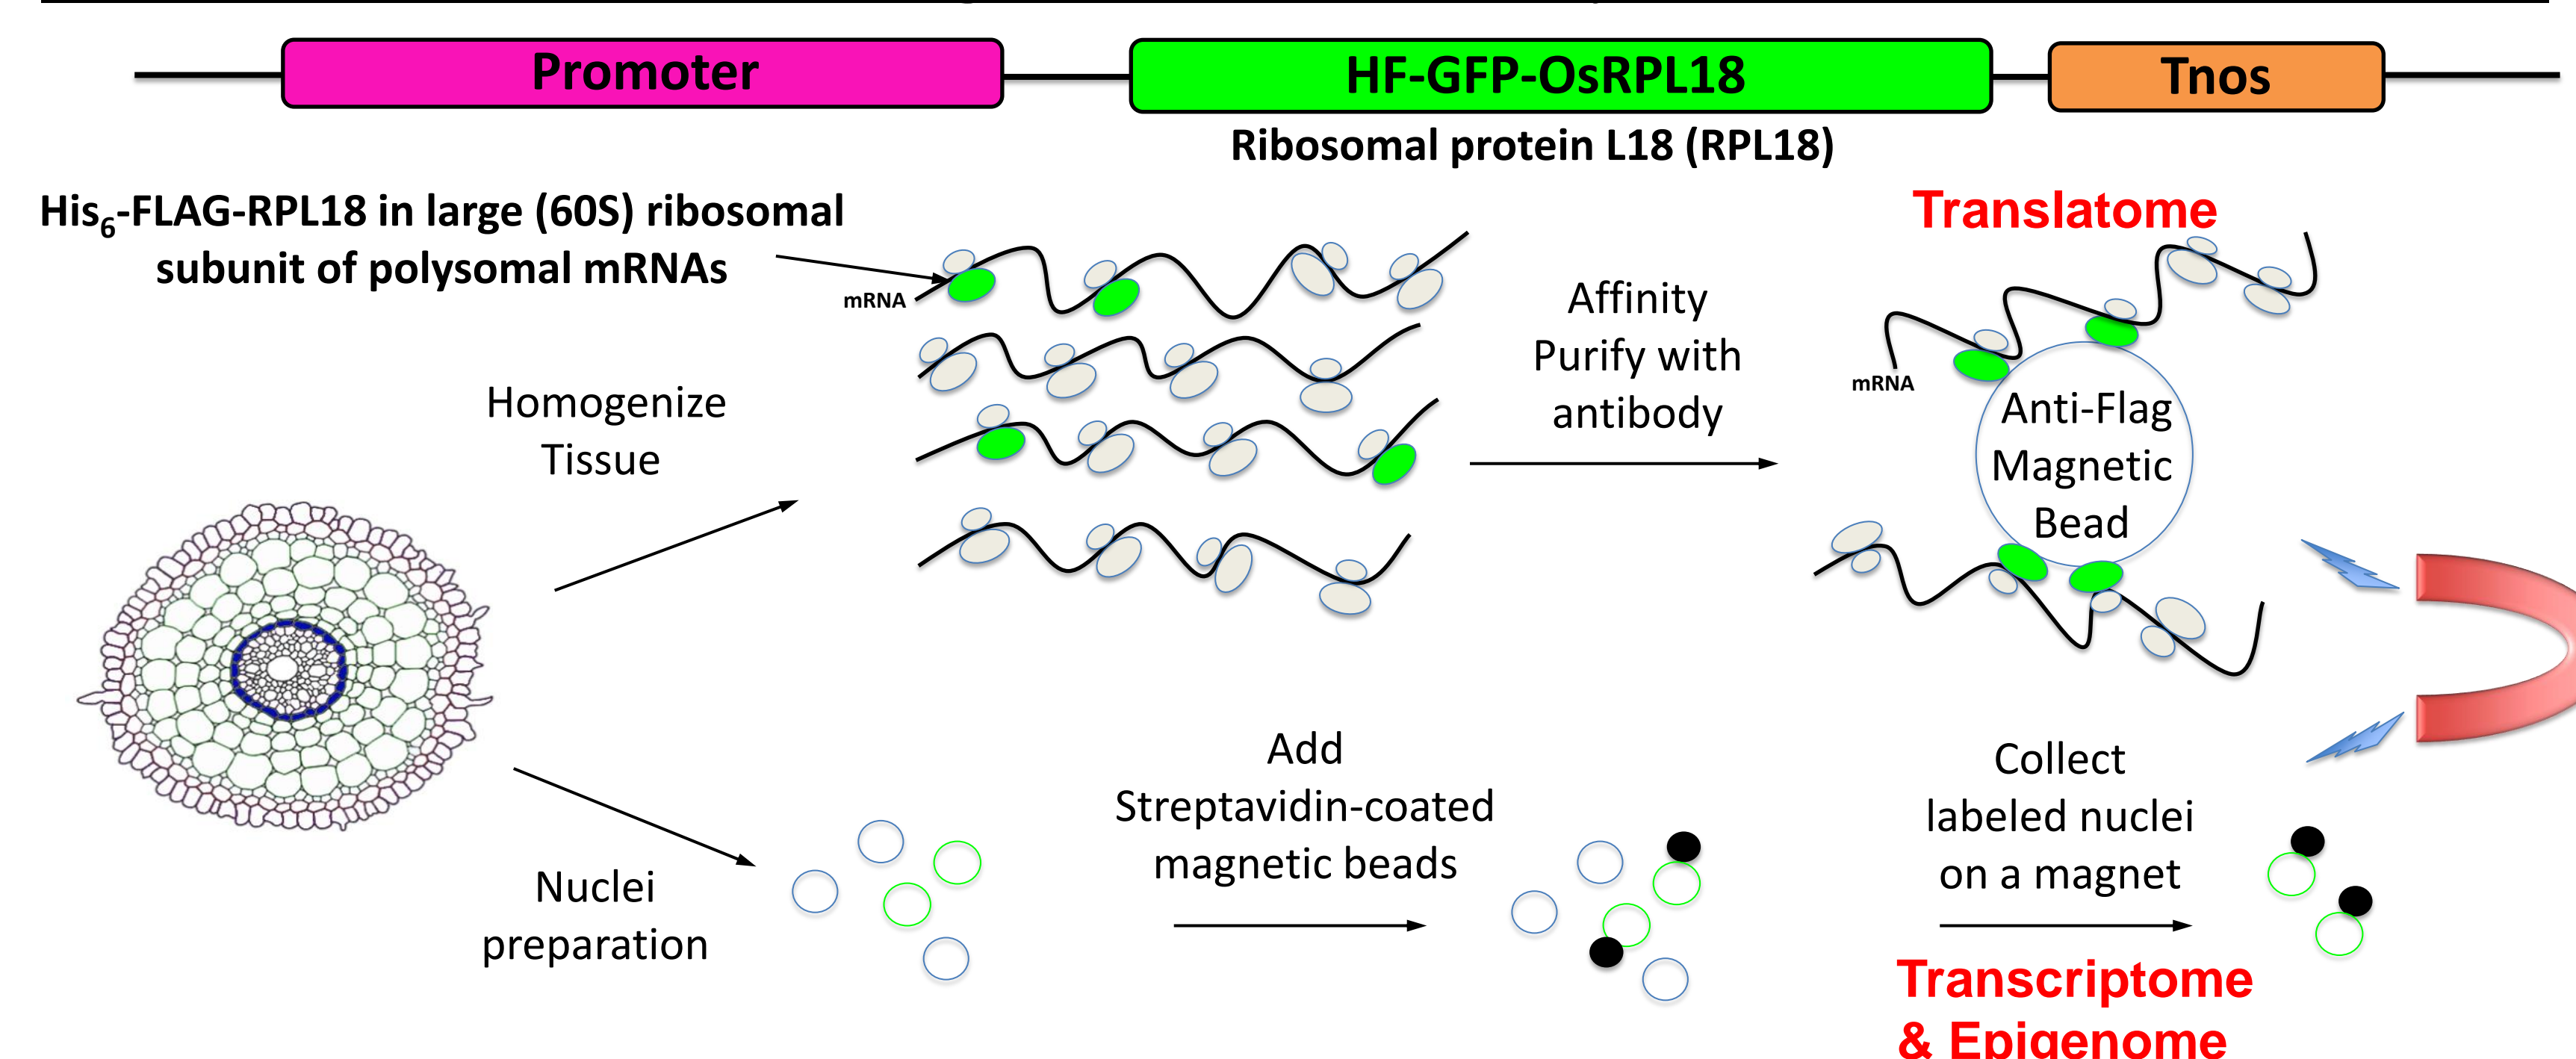 Promoter
HF-GFP-OsRPL18
Tnos
Ribosomal protein L18 (RPL18)
His6-FLAG-RPL18 in large (60S) ribosomal
subunit of polysomal mRNAs
mRNA
Homogenize
Tissue
Affinity
Purify with
antibody
Translatome
mRNA
Anti-Flag
Magnetic
Bead
Nuclei
preparation
Add
Streptavidin-coated
magnetic beads
Collect
labeled nuclei
on a magnet
Transcriptome
& Epigenome